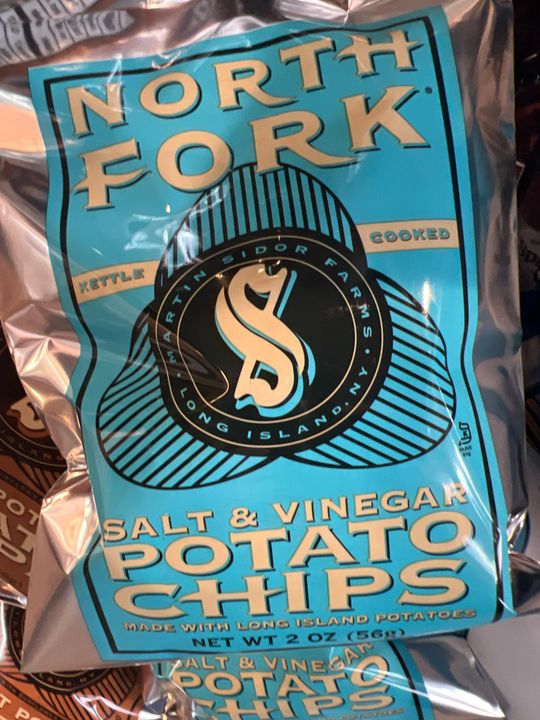 NORTH
FORK®
KETTLE COOKED
MARTIN SIDOR FARMS
S
LONG ISLAND, NY
SALT & VINEGAR
POTATO
CHIPS
MADE WITH LONG ISLAND POTATOES
NET WT 2 OZ (56g)
SALT & VINEGAR
POTATO
CHIPS